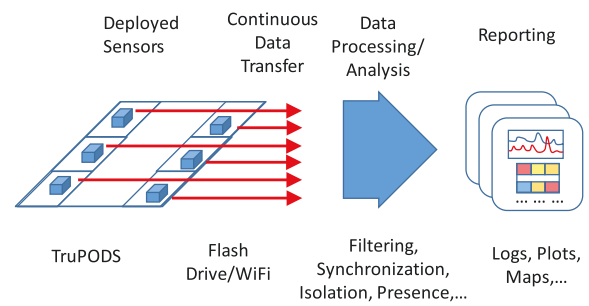 Deployed
Sensors
Continuous
Data
Transfer
Data
Processing/
Analysis
Reporting
... ... ...
TruPODS
Flash
Drive/WiFi
Filtering,
Synchronization,
Isolation, Presence,...
Logs, Plots,
Maps,...